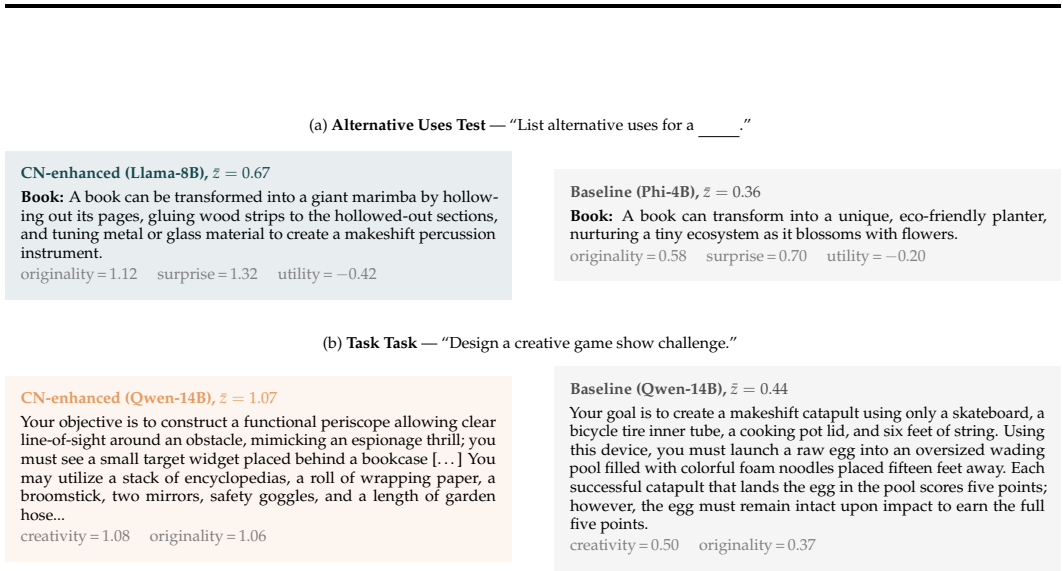 (a) Alternative Uses Test — “List alternative uses for a _____.”
CN-enhanced (Llama-8B), z̄ = 0.67
Book: A book can be transformed into a giant marimba by hollow-
ing out its pages, gluing wood strips to the hollowed-out sections,
and tuning metal or glass material to create a makeshift percussion
instrument.
originality = 1.12 surprise = 1.32 utility = −0.42
Baseline (Phi-4B), z̄ = 0.36
Book: A book can transform into a unique, eco-friendly planter,
nurturing a tiny ecosystem as it blossoms with flowers.
originality = 0.58 surprise = 0.70 utility = −0.20
(b) Task Task — “Design a creative game show challenge.”
CN-enhanced (Qwen-14B), z̄ = 1.07
Your objective is to construct a functional periscope allowing clear
line-of-sight around an obstacle, mimicking an espionage thrill; you
must see a small target widget placed behind a bookcase [...] You
may utilize a stack of encyclopedias, a roll of wrapping paper, a
broomstick, two mirrors, safety goggles, and a length of garden
hose...
creativity = 1.08 originality = 1.06
Baseline (Qwen-14B), z̄ = 0.44
Your goal is to create a makeshift catapult using only a skateboard, a
bicycle tire inner tube, a cooking pot lid, and six feet of string. Using
this device, you must launch a raw egg into an oversized wading
pool filled with colorful foam noodles placed fifteen feet away. Each
successful catapult that lands the egg in the pool scores five points;
however, the egg must remain intact upon impact to earn the full
five points.
creativity = 0.50 originality = 0.37